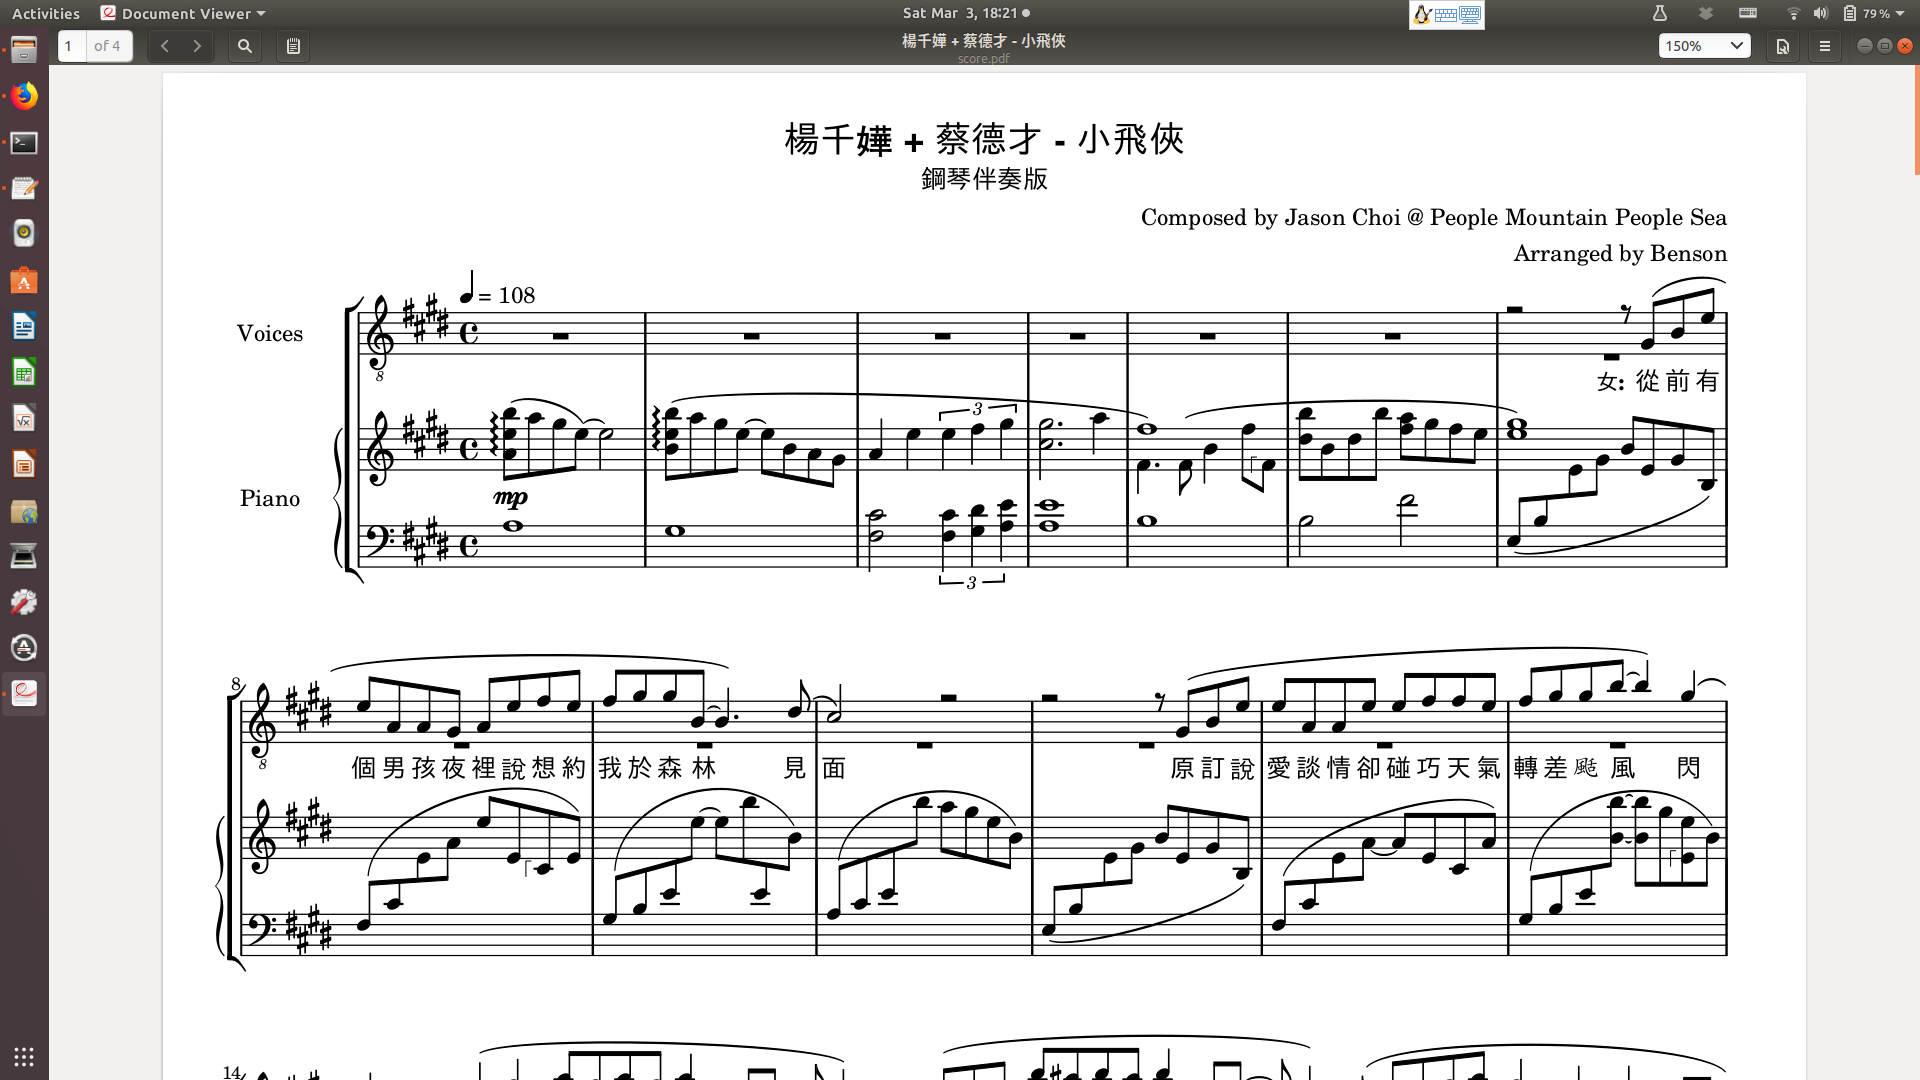 Activities Document Viewer Sat Mar 3, 18:21 79%
1 of 4 楊千嬅 + 蔡德才 - 小飛俠 150%
score.pdf
楊千嬅 + 蔡德才 - 小飛俠
鋼琴伴奏版
Composed by Jason Choi @ People Mountain People Sea
Arranged by Benson
= 108
Voices
8
女: 從 前 有
3
Piano
mp
3
8
8
個 男 孩 夜 裡 說 想 約 我 於 森 林 見 面 原 訂 說 愛 談 情 卻 碰 巧 天 氣 轉 差 颳 風 閃
14